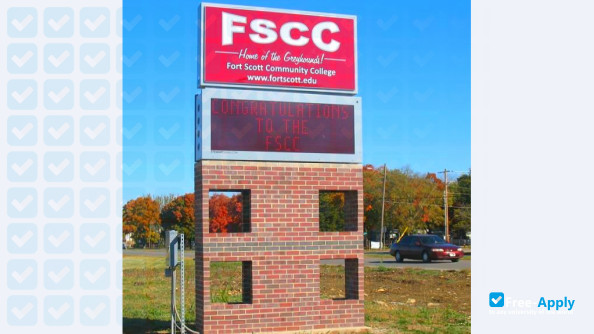 FSCC
Home of the Greyhounds!
Fort Scott Community College
www.fortscott.edu
CONGRATULATIONS
TO THE
FSCC
Free Apply